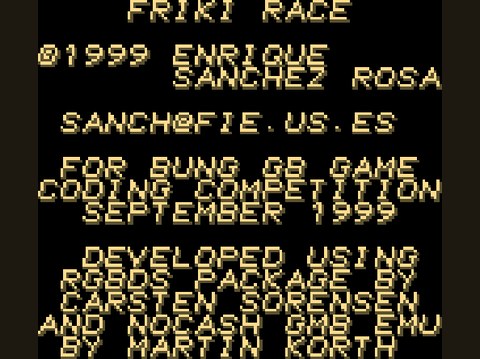 FRIKI RACE
@1999 ENRIQUE
SANCHEZ ROSA
SANCH@FIE.US.ES
FOR BUNG GB GAME
CODING COMPETITION
SEPTEMBER 1999
DEVELOPED USING
RGBDS PACKAGE BY
CARSTEN SORENSEN
AND NOCASH GMB EMU
BY MARTIN KORTH